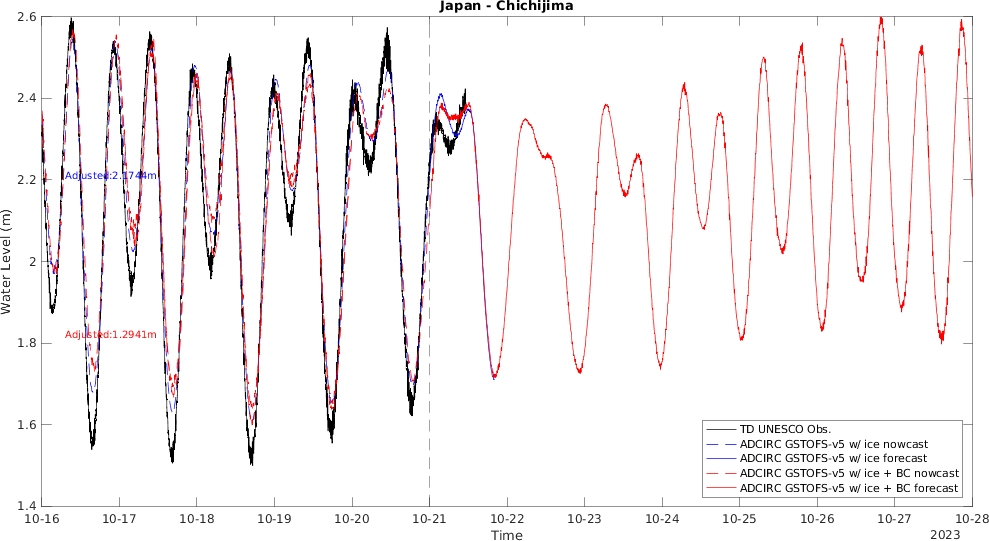 Japan - Chichijima
2.6
2.4
2.2
2
1.8
1.6
1.4
Water Level (m)
Adjusted:2.1744m
Adjusted:1.2941m
TD UNESCO Obs.
ADCIRC GSTOFS-v5 w/ ice nowcast
ADCIRC GSTOFS-v5 w/ ice forecast
ADCIRC GSTOFS-v5 w/ ice + BC nowcast
ADCIRC GSTOFS-v5 w/ ice + BC forecast
10-16 10-17 10-18 10-19 10-20 10-21 10-22 10-23 10-24 10-25 10-26 10-27 10-28
Time
2023